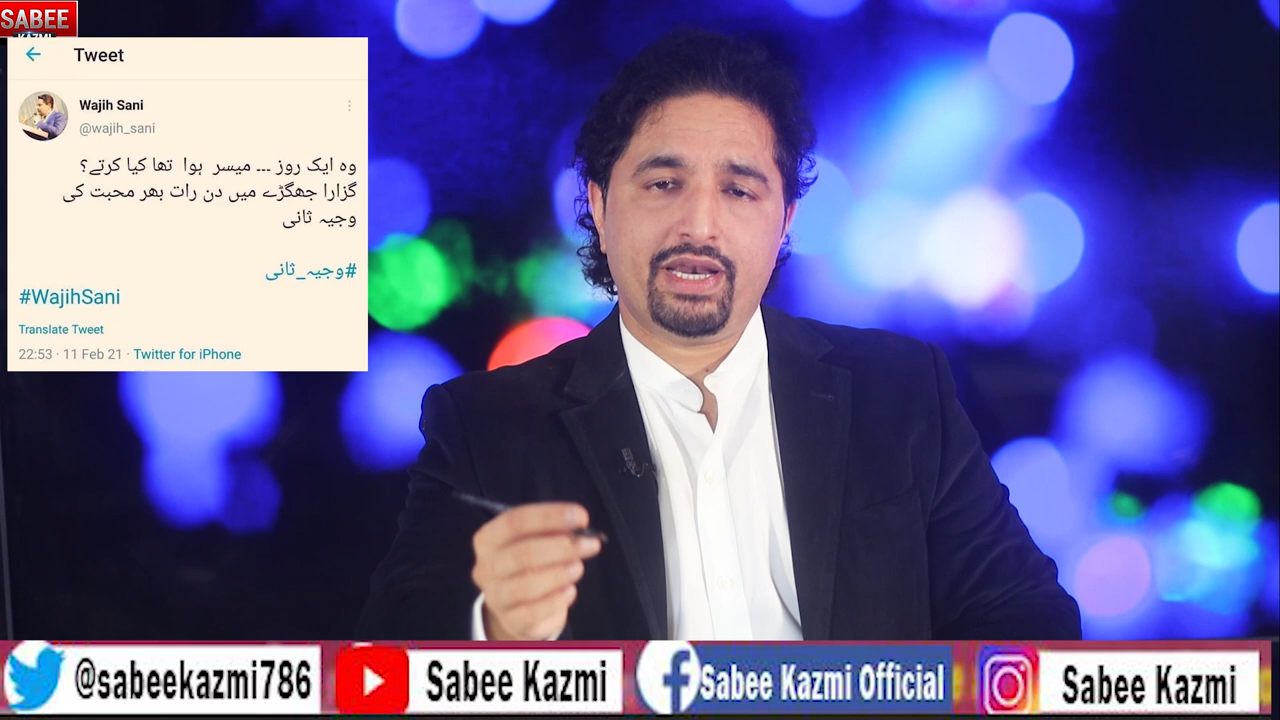 SABEE
KAZMI
Tweet
Wajih Sani
@wajih_sani
وہ ایک روز --- میسر ہوا تھا کیا کرتے؟
گزارا جھگڑے میں دن رات بھر محبت کی
وجیہ ثانی
#وجیہ_ثانی
#WajihSani
Translate Tweet
22:53 · 11 Feb 21 · Twitter for iPhone
@sabeekazmi786
Sabee Kazmi
Sabee Kazmi Official
Sabee Kazmi